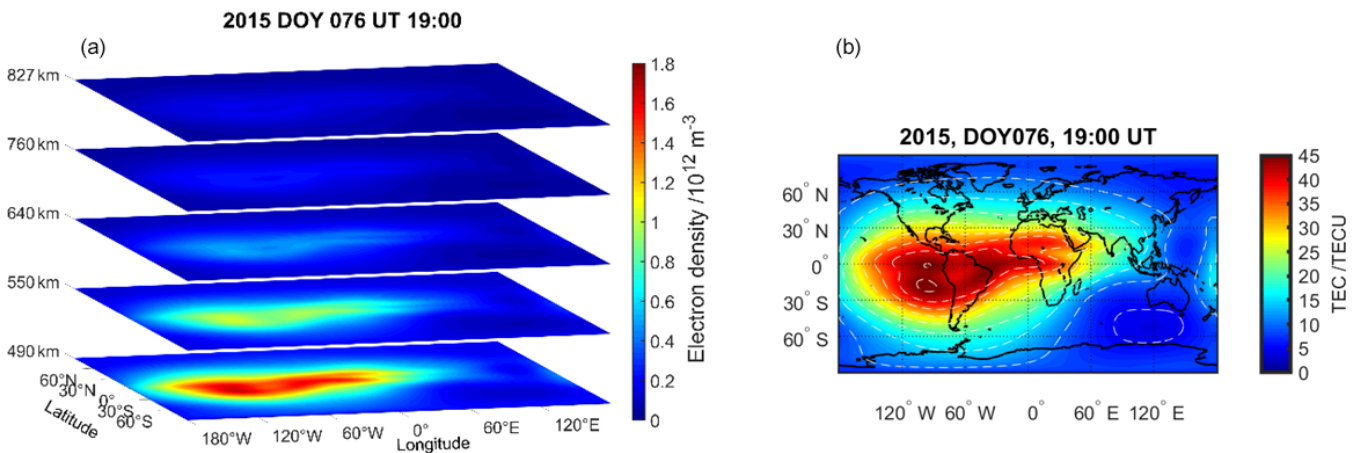 2015 DOY 076 UT 19:00
(a)
827 km
760 km
640 km
550 km
490 km
60°N
30°N
0°
30°S
60°S
Latitude
180°W
120°W
60°W
0°
60°E
120°E
Longitude
1.8
1.6
1.4
1.2
1
0.8
0.6
0.4
0.2
0
Electron density /10¹² m⁻³
(b)
2015, DOY076, 19:00 UT
60° N
30° N
0°
30° S
60° S
120° W
60° W
0°
60° E
120° E
45
40
35
30
25
20
15
10
5
0
TEC /TECU